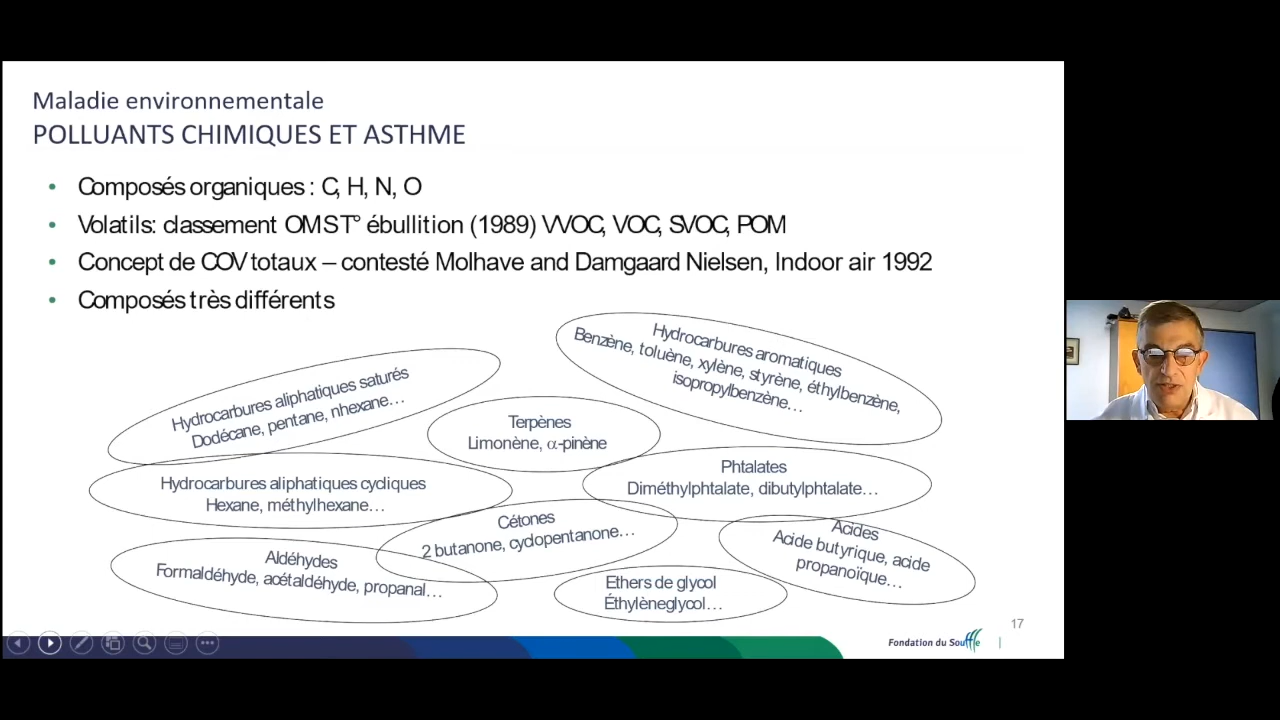 Maladie environnementale
POLLUANTS CHIMIQUES ET ASTHME
• Composés organiques : C, H, N, O
• Volatils: classement OMS T° ébullition (1989) VVOC, VOC, SVOC, POM
• Concept de COV totaux – contesté Molhave and Damgaard Nielsen, Indoor air 1992
• Composés très différents
Hydrocarbures aliphatiques saturés
Dodécane, pentane, nhexane…
Hydrocarbures aromatiques
Benzène, toluène, xylène, styrène, éthylbenzène,
isopropylbenzène…
Terpènes
Limonène, α-pinène
Hydrocarbures aliphatiques cycliques
Hexane, méthylhexane…
Phtalates
Diméthylphtalate, dibutylphtalate…
Cétones
2 butanone, cyclopentanone…
Acides
Acide butyrique, acide
propanoïque…
Aldéhydes
Formaldéhyde, acétaldéhyde, propanal…
Ethers de glycol
Éthylèneglycol…
17
Fondation du Souffle